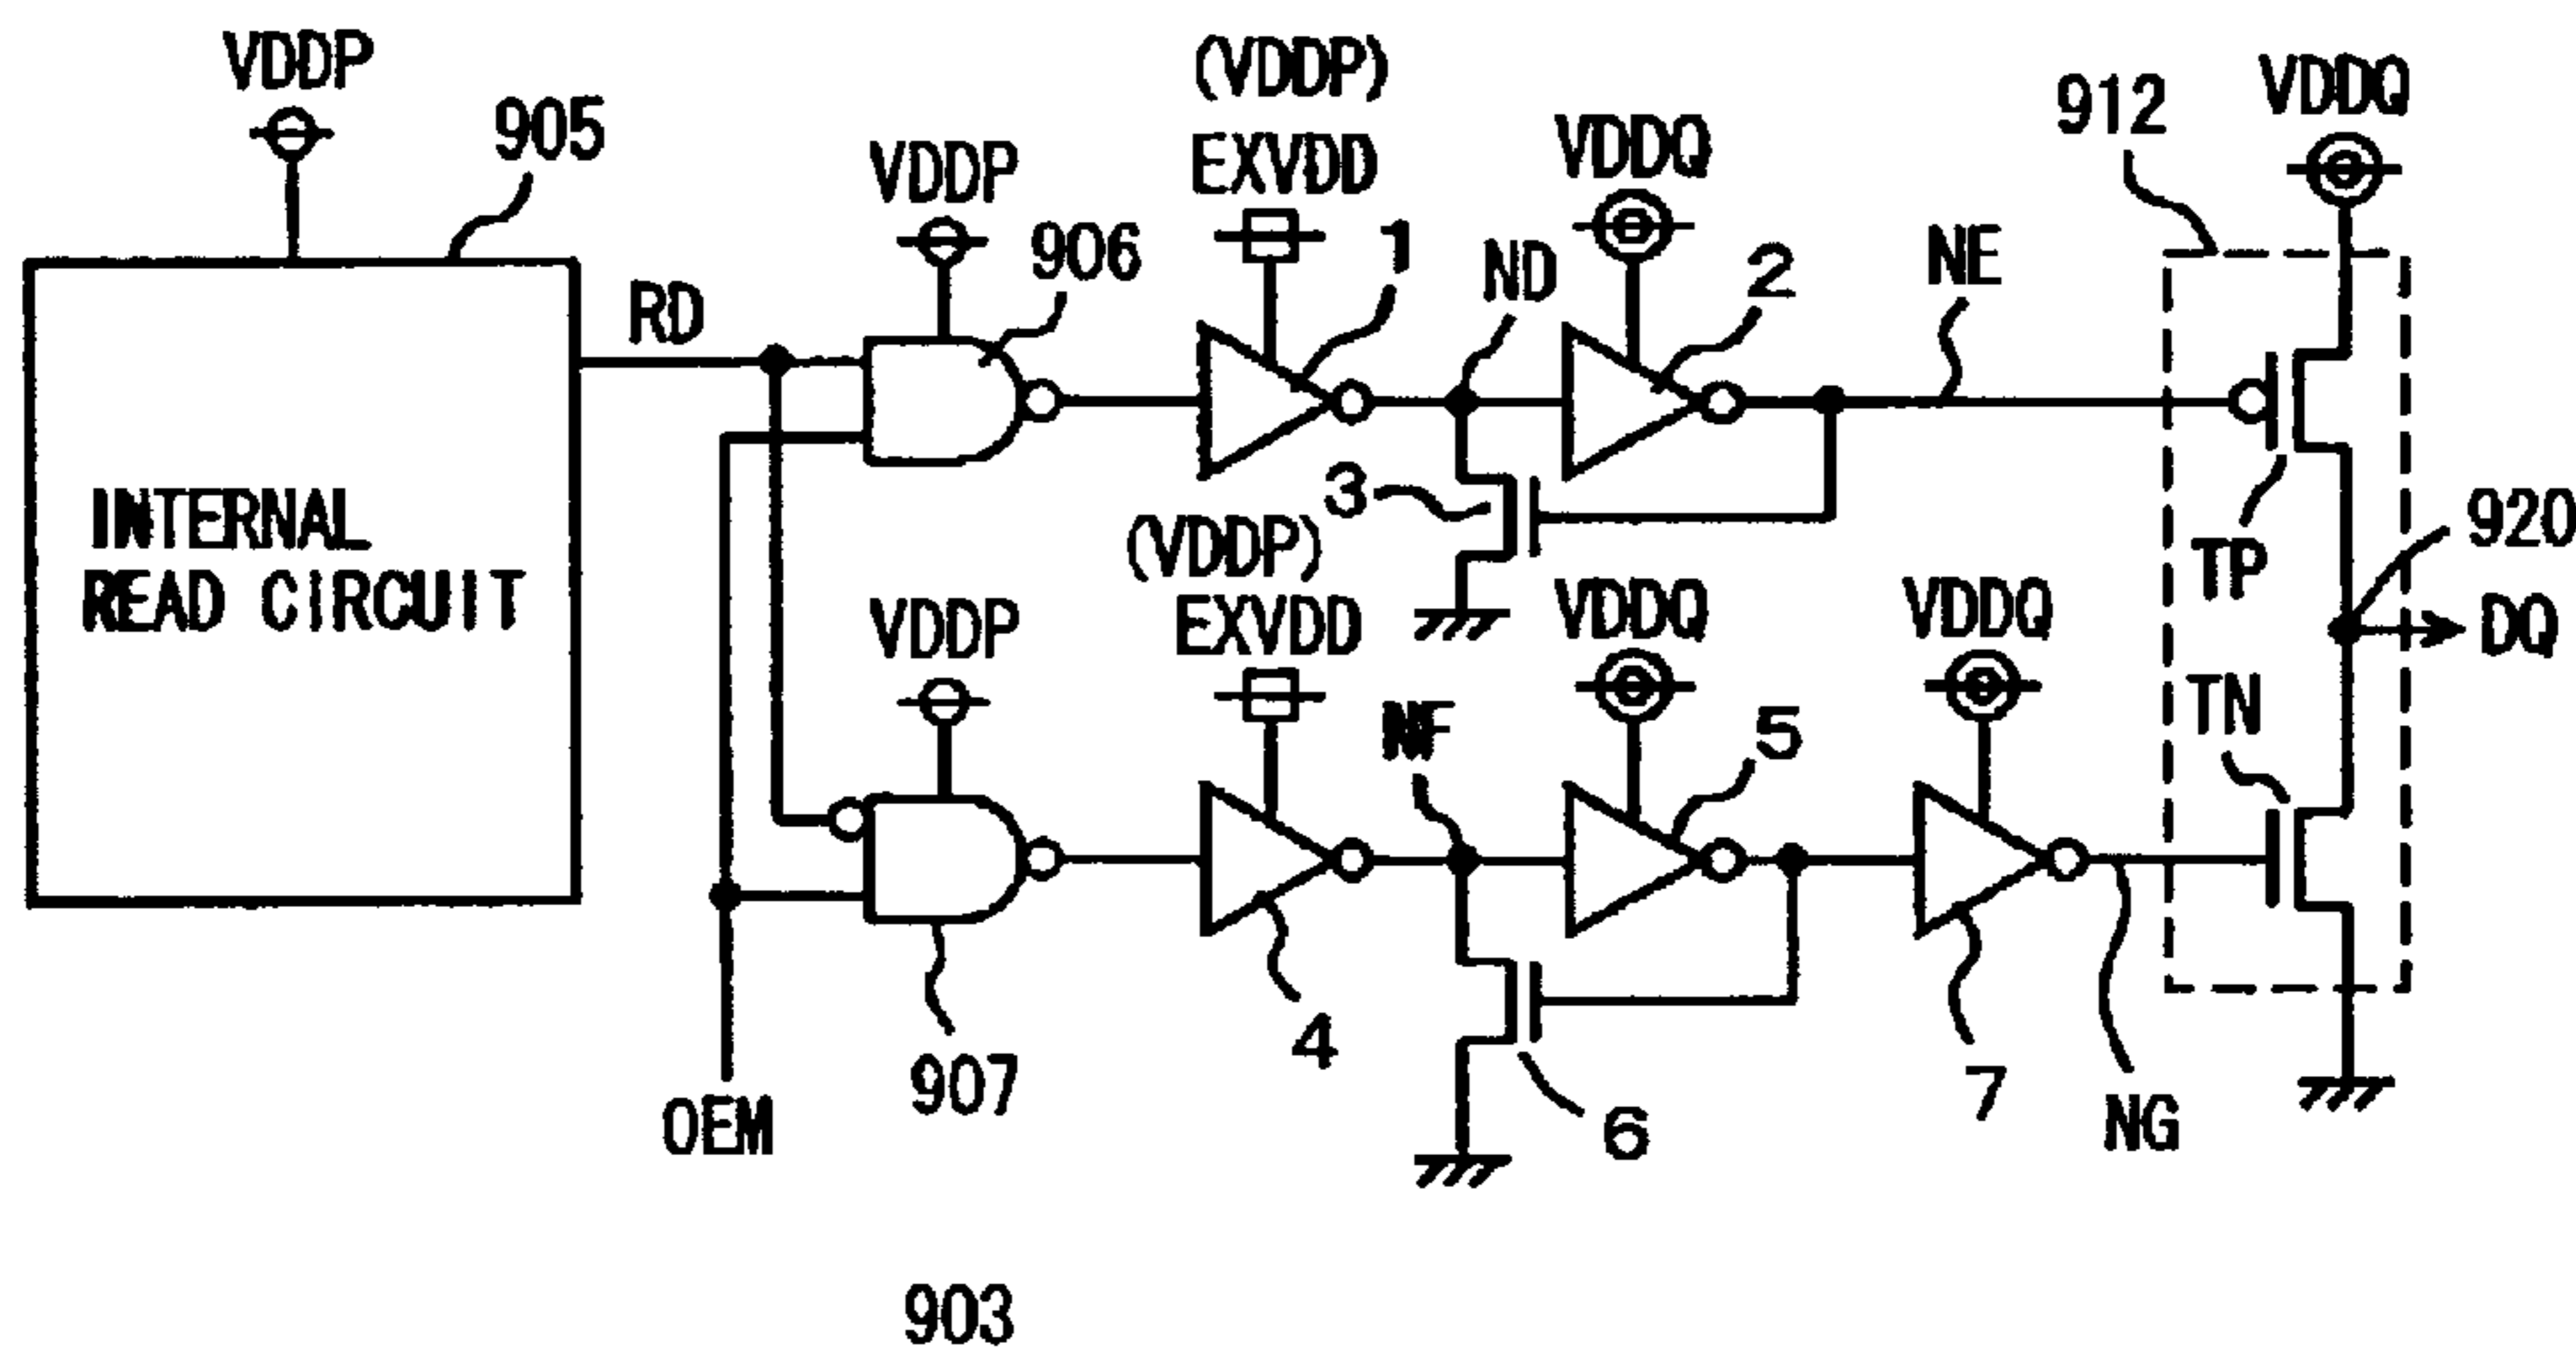 VDDP
905
INTERNAL
READ CIRCUIT
RD
VDDP
906
(VDDP)
EXVDD
1
ND
VDDQ
2
NE
912
VDDQ
3
TP
920
DQ
TN
VDDP
907
OEM
(VDDP)
EXVDD
4
NF
VDDQ
5
6
VDDQ
7
NG
903